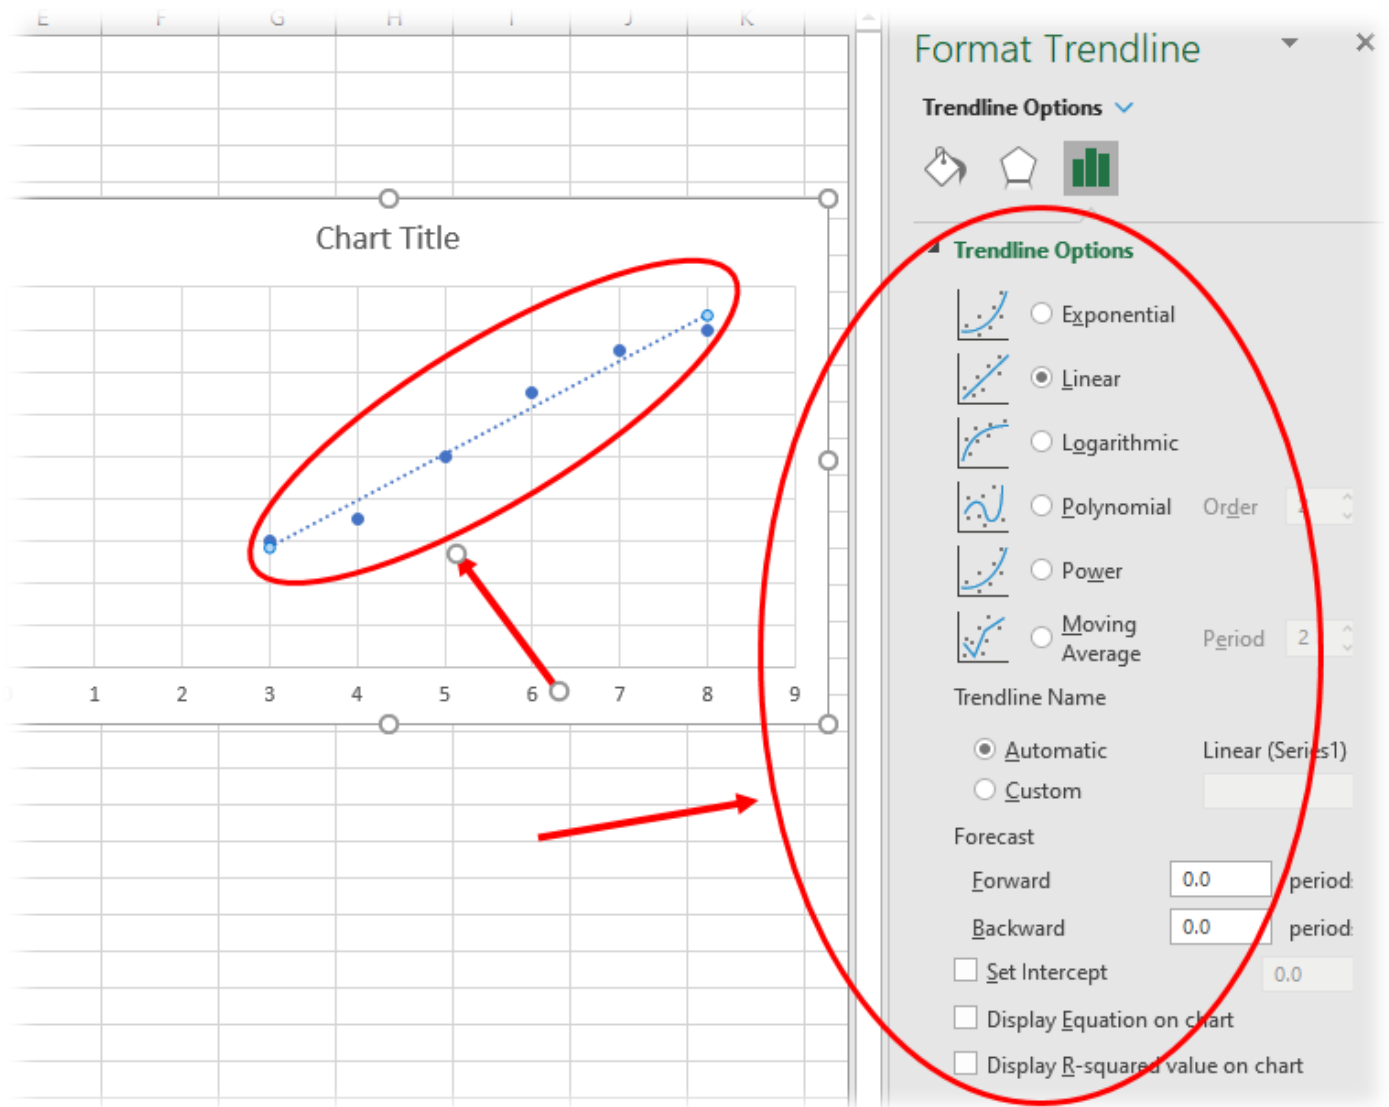 E F G H I J K
Format Trendline
Trendline Options
Chart Title
Trendline Options
Exponential
Linear
Logarithmic
Polynomial Order
Power
Moving
Average
Period 2
1 2 3 4 5 6 7 8 9
Trendline Name
Automatic Linear (Series1)
Custom
Forecast
Forward 0.0 period
Backward 0.0 period
Set Intercept 0.0
Display Equation on chart
Display R-squared value on chart